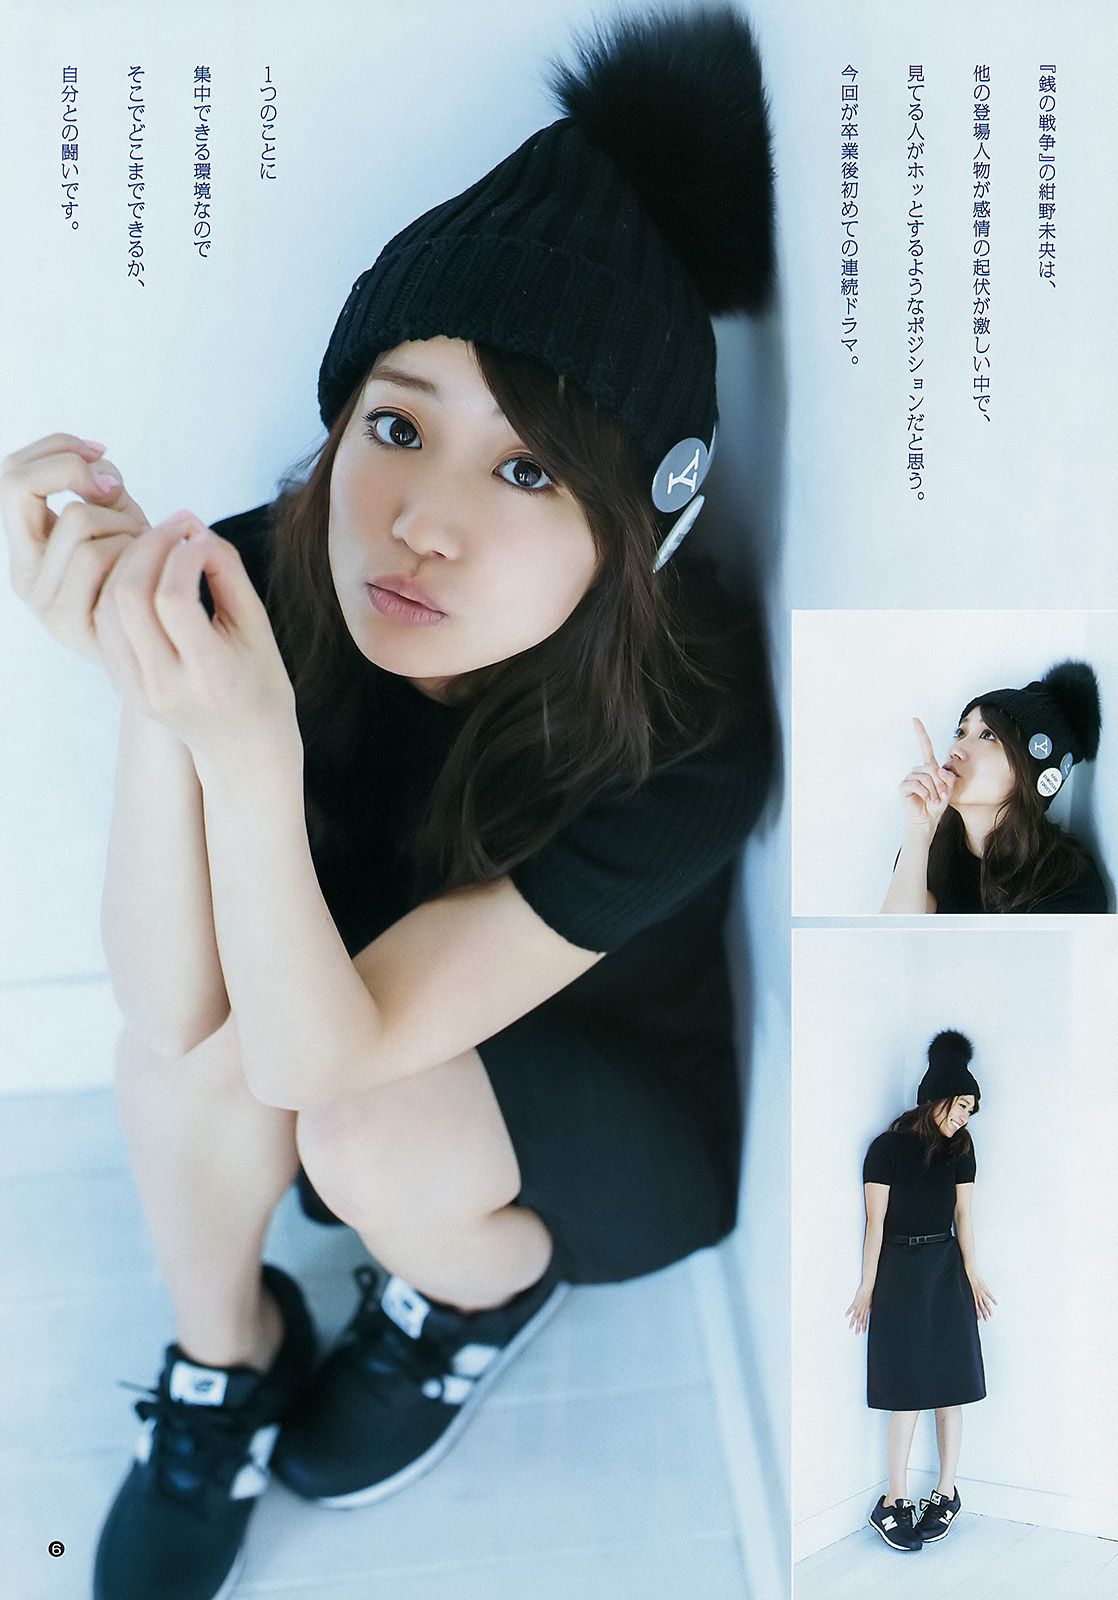 『銭の戦争』の紺野未央は、
他の登場人物が感情の起伏が激しい中で、
見てる人がホッとするようなポジションだと思う。
今回が卒業後初めての連続ドラマ。
1つのことに
集中できる環境なので
そこでどこまでできるか、
自分との闘いです。
Y
Y
N
6